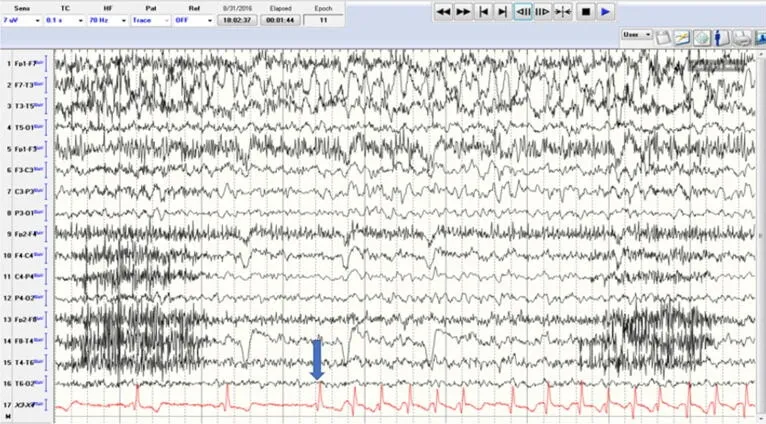 Sens TC HF Pat Ref 8/31/2016 Elapsed Epoch
7 uV 0.1 s 70 Hz Trace OFF 18:02:37 00:01:44 11
User
1 Fp1-F7
2 F7-T3
3 T3-T5
4 T5-O1
5 Fp1-F3
6 F3-C3
7 C3-P3
8 P3-O1
9 Fp2-F4
10 F4-C4
11 C4-P4
12 P4-O2
13 Fp2-F8
14 F8-T4
15 T4-T6
16 T6-O2
17 X3-X4
M